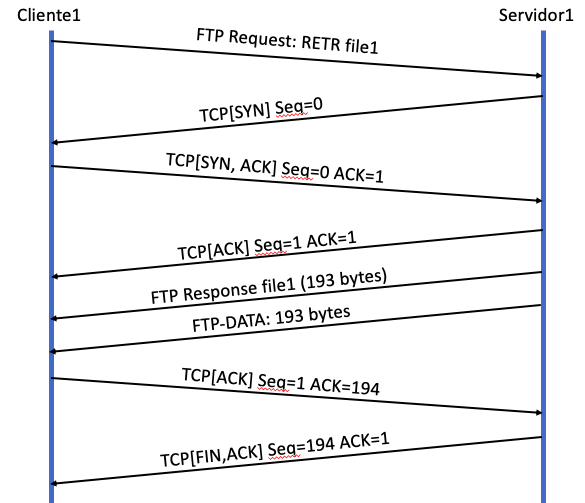 Cliente1
Servidor1
FTP Request: RETR file1
TCP[SYN] Seq=0
TCP[SYN, ACK] Seq=0 ACK=1
TCP[ACK] Seq=1 ACK=1
FTP Response file1 (193 bytes)
FTP-DATA: 193 bytes
TCP[ACK] Seq=1 ACK=194
TCP[FIN,ACK] Seq=194 ACK=1